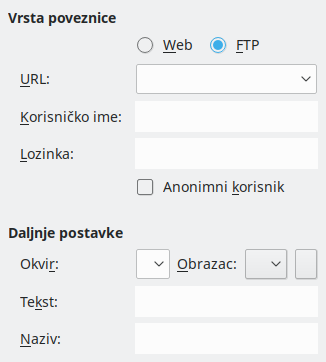 Vrsta poveznice
Web FTP
URL:
Korisničko ime:
Lozinka:
Anonimni korisnik
Daljnje postavke
Okvir: Obrazac:
Tekst:
Naziv: